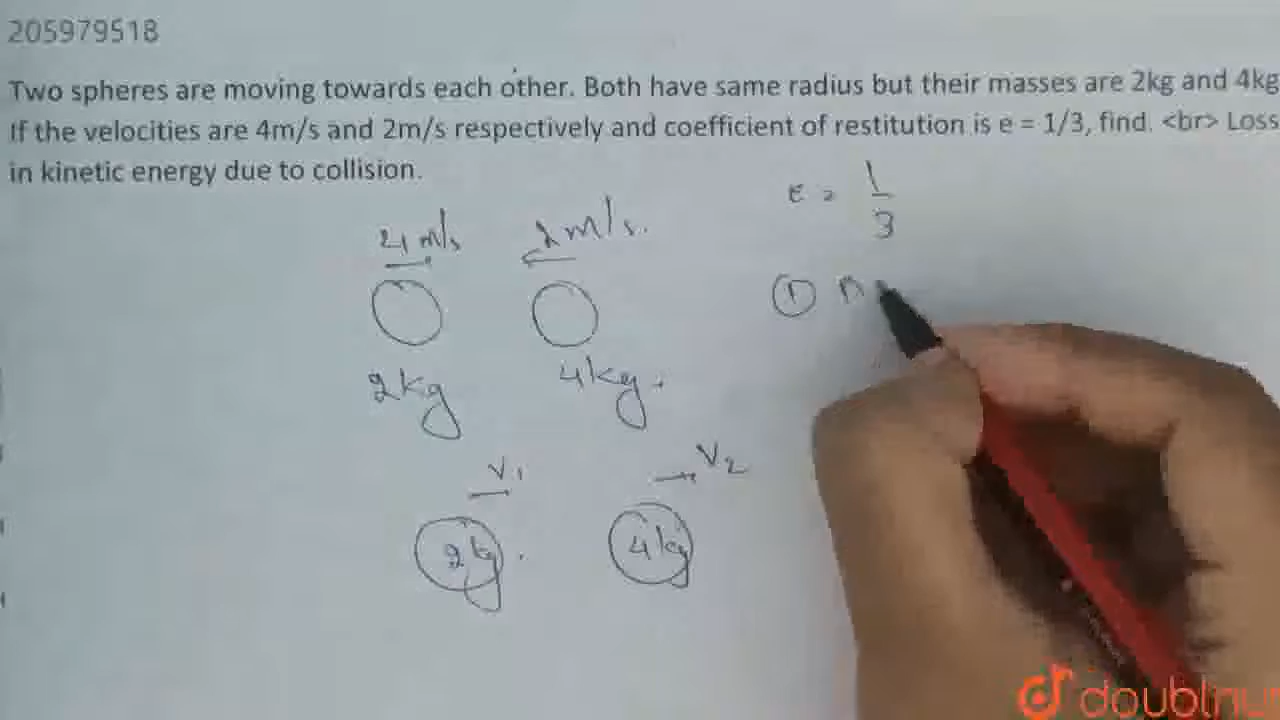 205979518
Two spheres are moving towards each other. Both have same radius but their masses are 2kg and 4kg
If the velocities are 4m/s and 2m/s respectively and coefficient of restitution is e = 1/3, find. <br> Loss
in kinetic energy due to collision.
e = 1/3
4 m/s 2 m/s.
① 
2kg 4kg.
V1 V2
2kg. 4kg
doubtnut